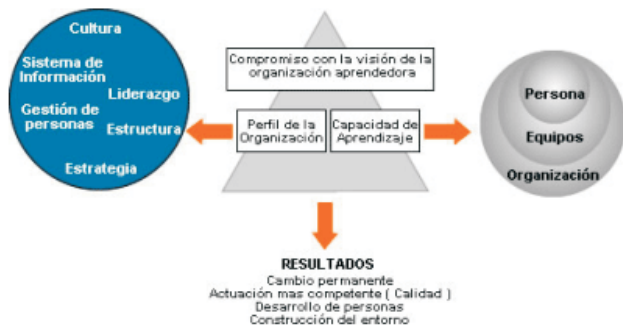 Cultura
Sistema de
Información
Liderazgo
Gestión de
personas
Estructura
Estrategia
Compromiso con la visión de la
organización aprendedora
Perfil de la
Organización
Capacidad de
Aprendizaje
Persona
Equipos
Organización
RESULTADOS
Cambio permanente
Actuación mas competente ( Calidad )
Desarrollo de personas
Construcción del entorno